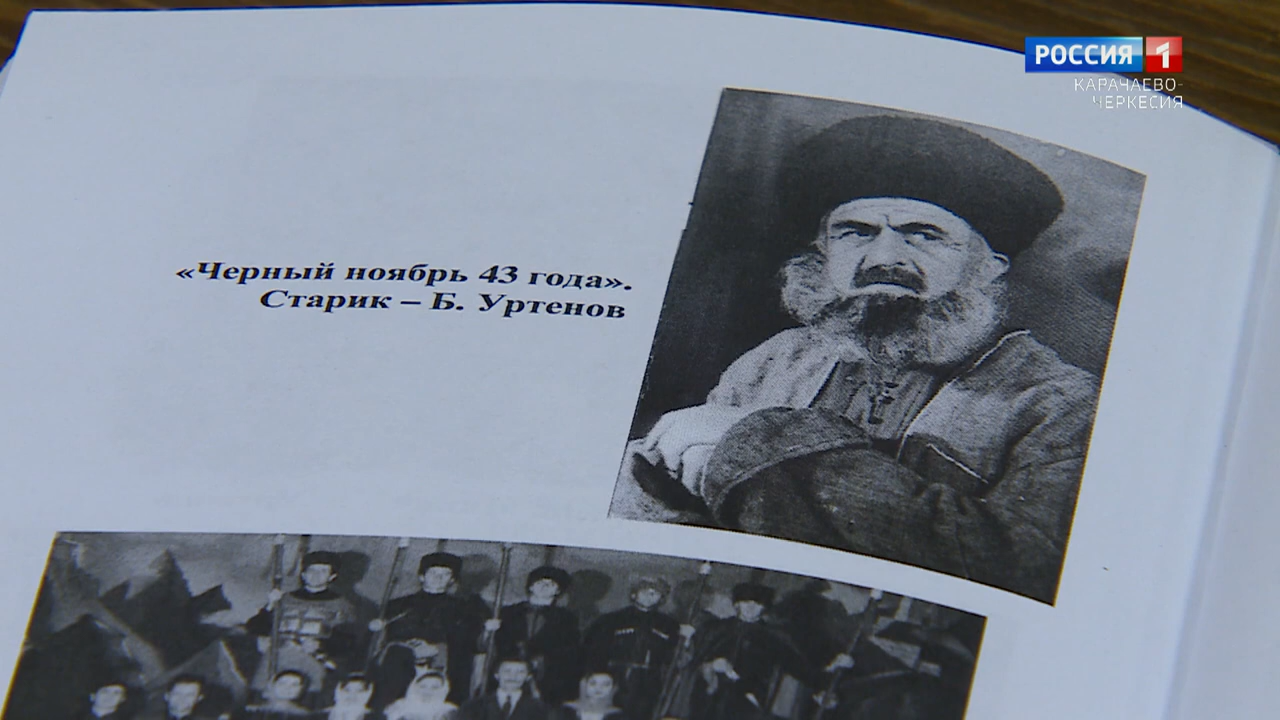 РОССИЯ 1
КАРАЧАЕВО-
ЧЕРКЕСИЯ
«Черный ноябрь 43 года».
Старик – Б. Уртенов